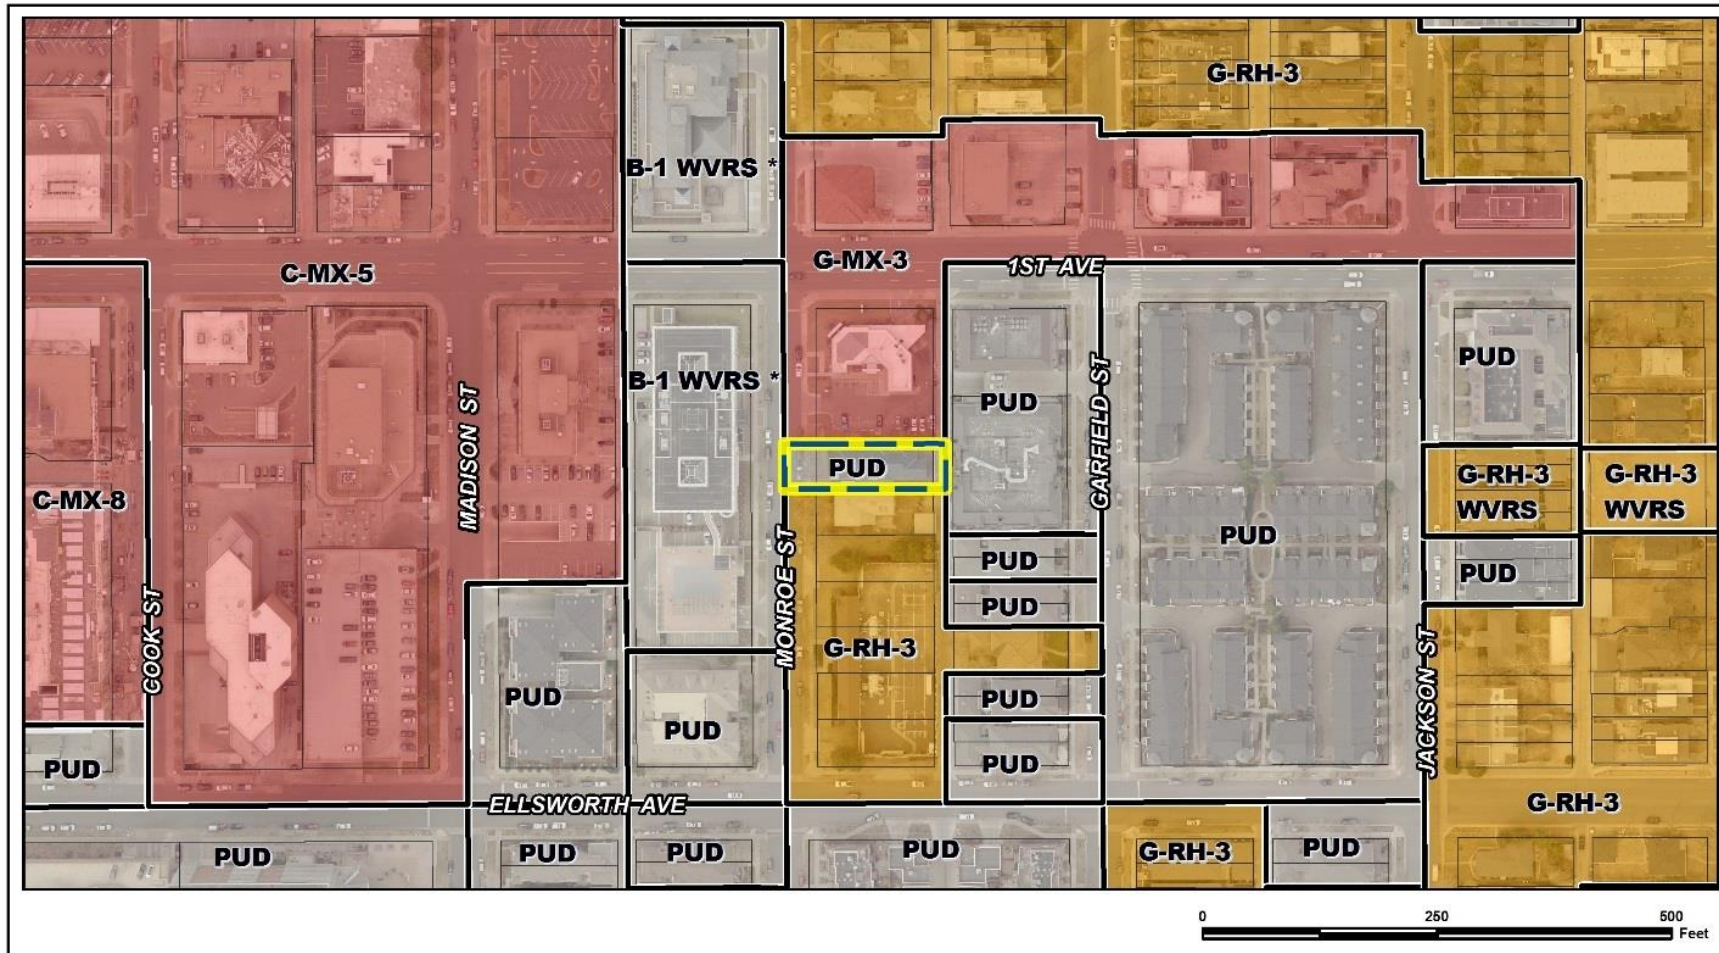 G-RH-3
B-1 WVRS *
C-MX-5
G-MX-3
1ST AVE
PUD
B-1 WVRS *
PUD
MADISON ST
GARFIELD ST
PUD
C-MX-8
G-RH-3
WVRS
G-RH-3
WVRS
PUD
PUD
PUD
PUD
COOK ST
MONROE ST
G-RH-3
JACKSON ST
PUD
PUD
PUD
PUD
PUD
ELLSWORTH AVE
G-RH-3
PUD
PUD
PUD
PUD
G-RH-3
PUD
0 250 500
Feet